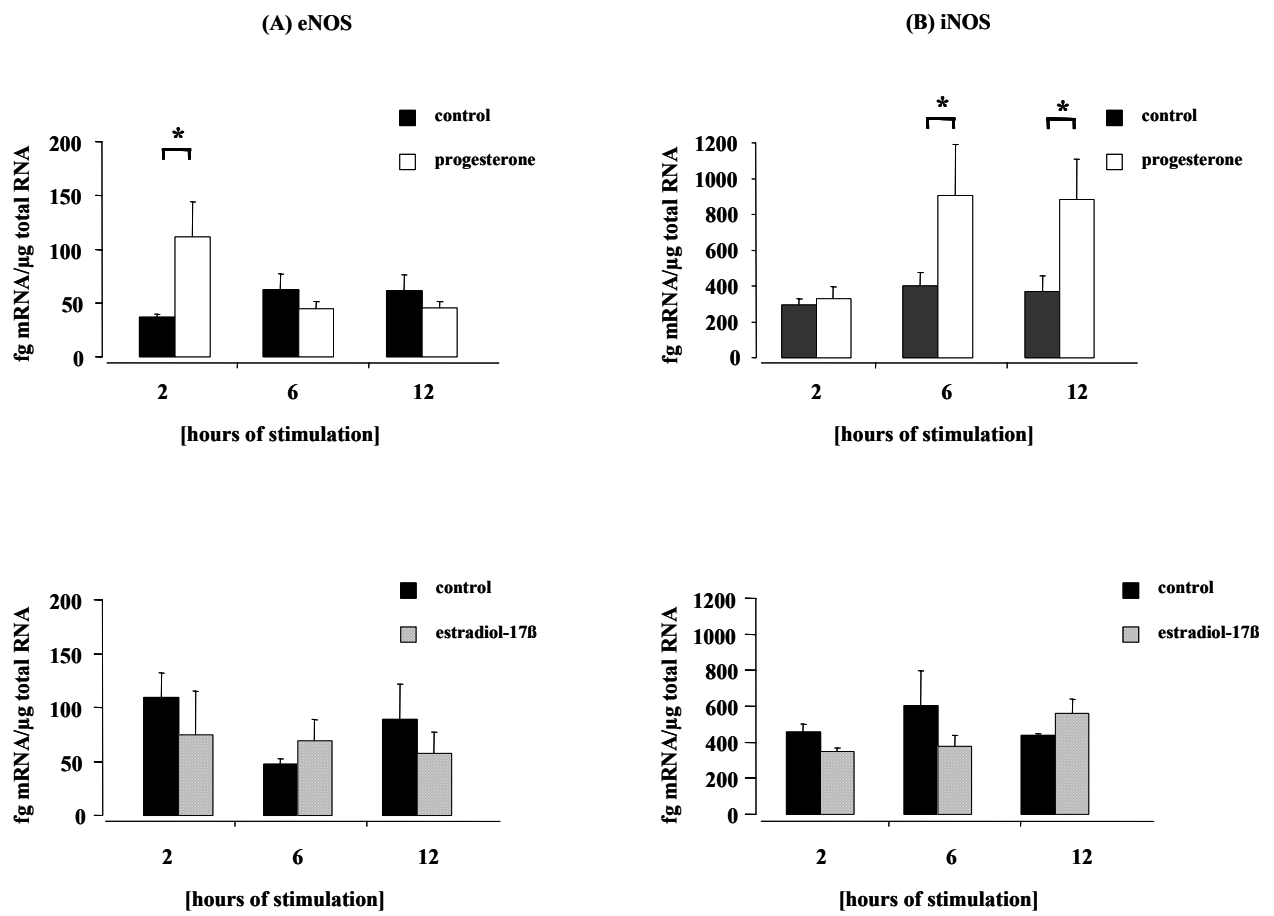 (A) eNOS
(B) iNOS
control
progesterone
*
200
150
100
50
0
fg mRNA/µg total RNA
2 6 12
[hours of stimulation]
control
progesterone
* *
1200
1000
800
600
400
200
0
fg mRNA/µg total RNA
2 6 12
[hours of stimulation]
control
estradiol-17ß
200
150
100
50
0
fg mRNA/µg total RNA
2 6 12
[hours of stimulation]
control
estradiol-17ß
1200
1000
800
600
400
200
0
fg mRNA/µg total RNA
2 6 12
[hours of stimulation]